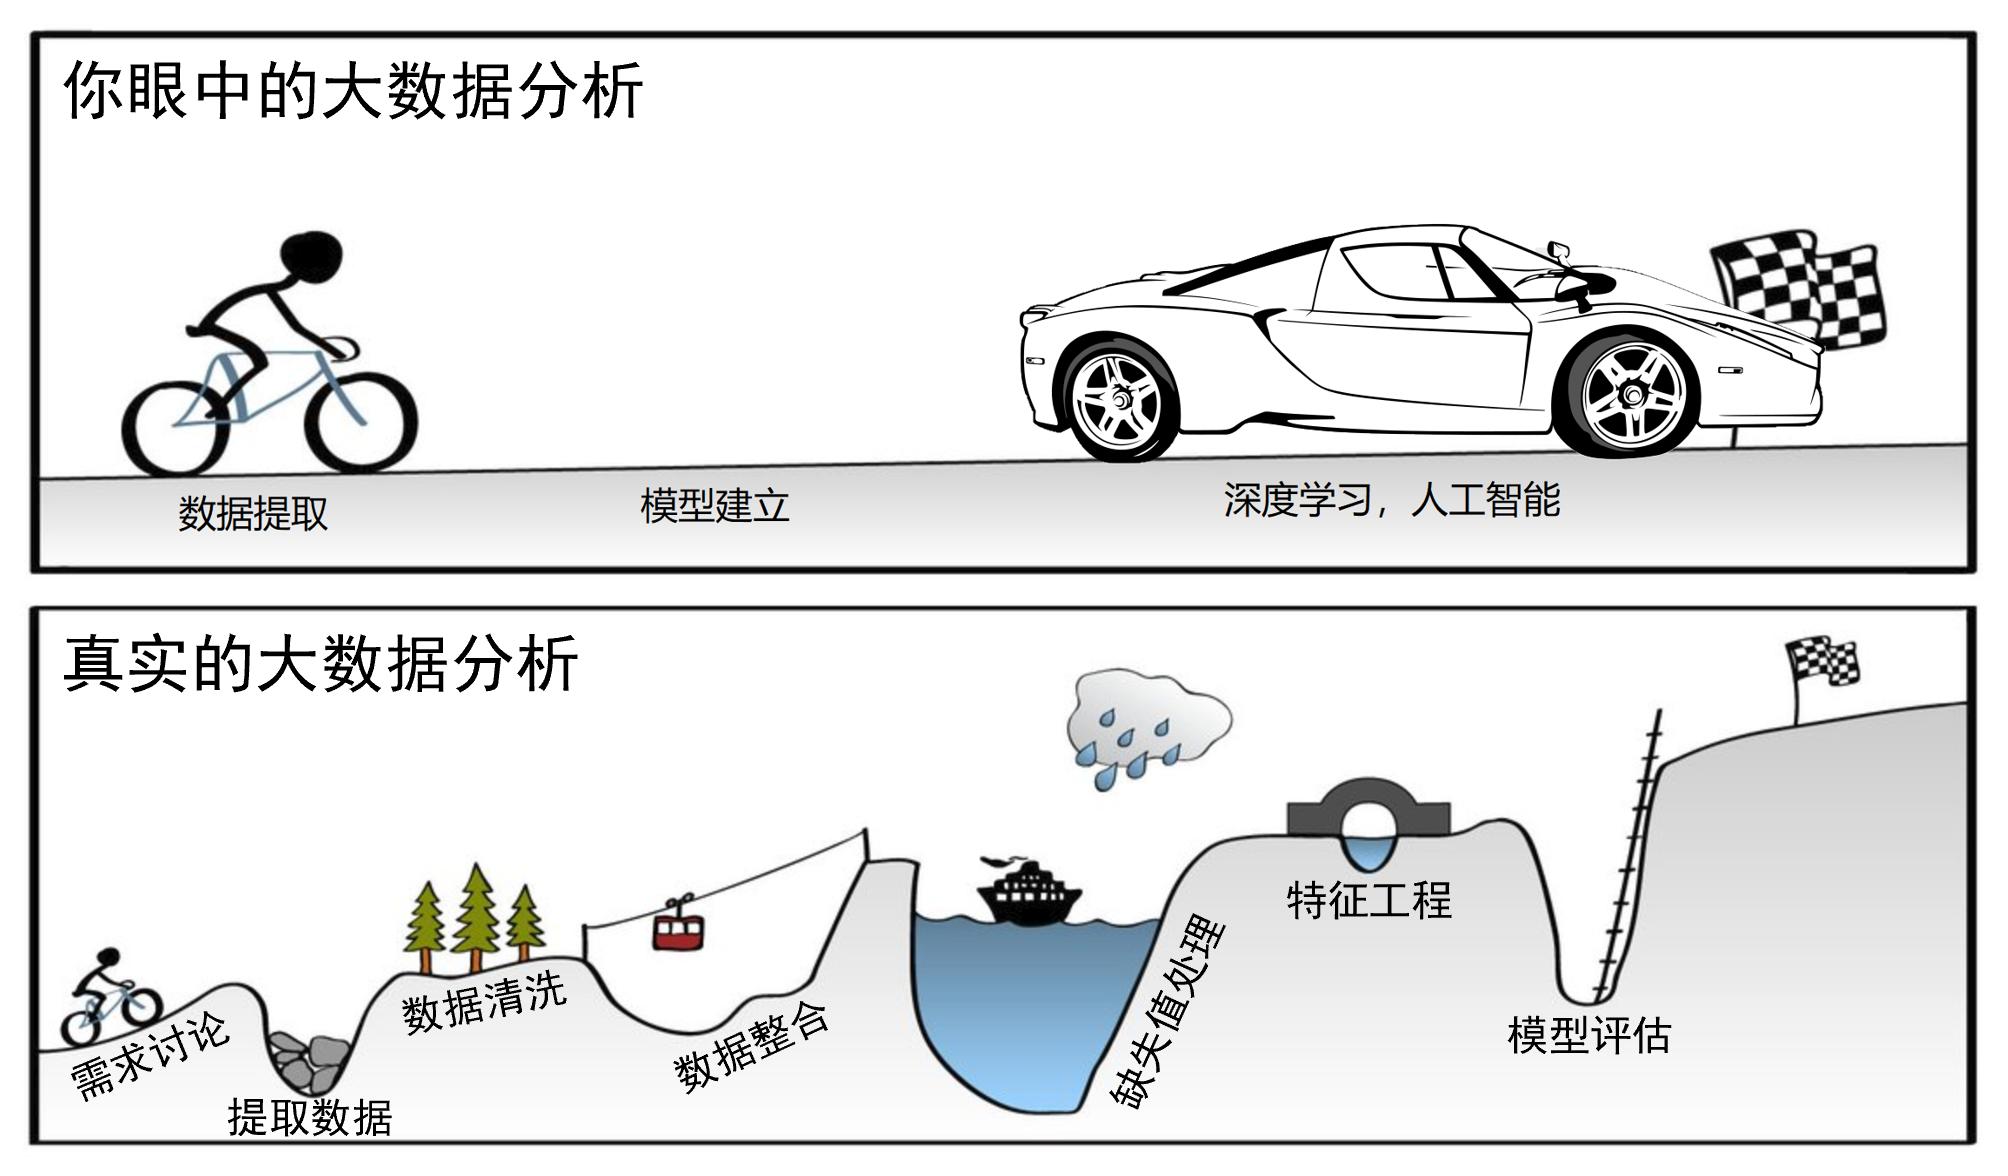 你眼中的大数据分析
数据提取
模型建立
深度学习，人工智能
真实的大数据分析
需求讨论
提取数据
数据清洗
数据整合
缺失值处理
特征工程
模型评估